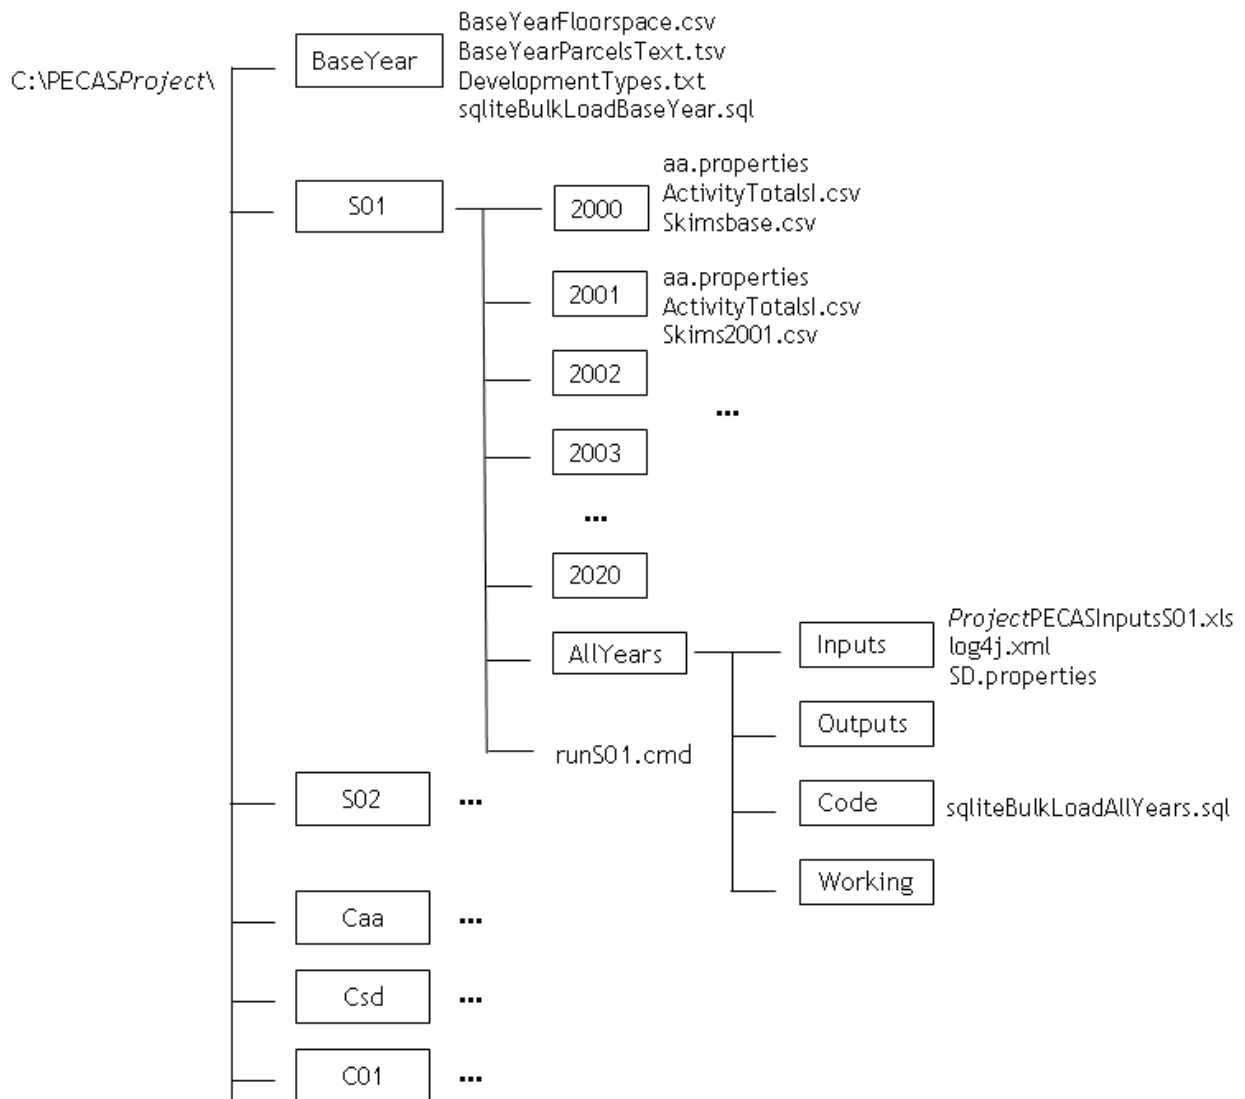 C:\PECASProject\
BaseYear
BaseYearFloorspace.csv
BaseYearParcelsText.tsv
DevelopmentTypes.txt
sqliteBulkLoadBaseYear.sql
S01
2000
aa.properties
ActivityTotalsI.csv
Skimsbase.csv
2001
aa.properties
ActivityTotalsI.csv
Skims2001.csv
2002
...
2003
...
2020
AllYears
Inputs
ProjectPECASInputsS01.xls
log4j.xml
SD.properties
Outputs
Code
sqliteBulkLoadAllYears.sql
Working
runS01.cmd
S02 ...
Caa ...
Csd ...
C01 ...